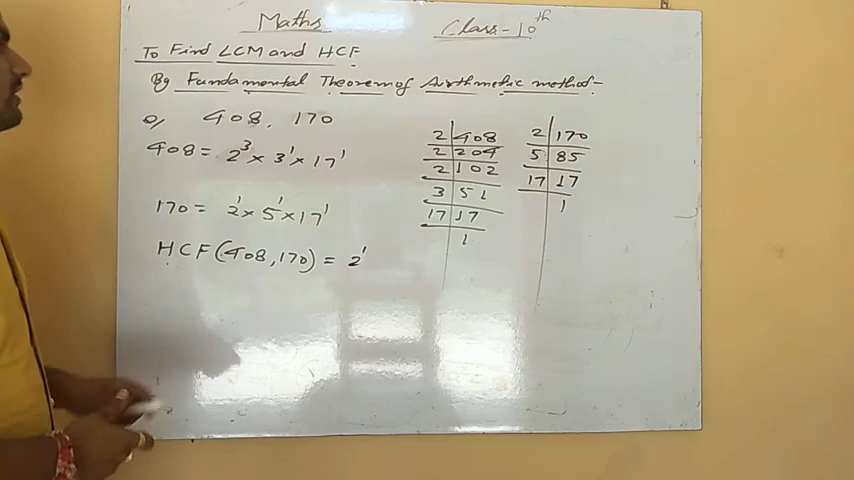 Maths Class-10th
To Find LCM and HCF
By Fundamental Theorem of Airthmetric method-
Q, 408, 170
408 = 2³ × 3¹ × 17¹
170 = 2¹ × 5¹ × 17¹
HCF(408,170) = 2¹
2 | 408
2 | 204
2 | 102
3 | 51
17 | 17
1
2 | 170
5 | 85
17 | 17
1